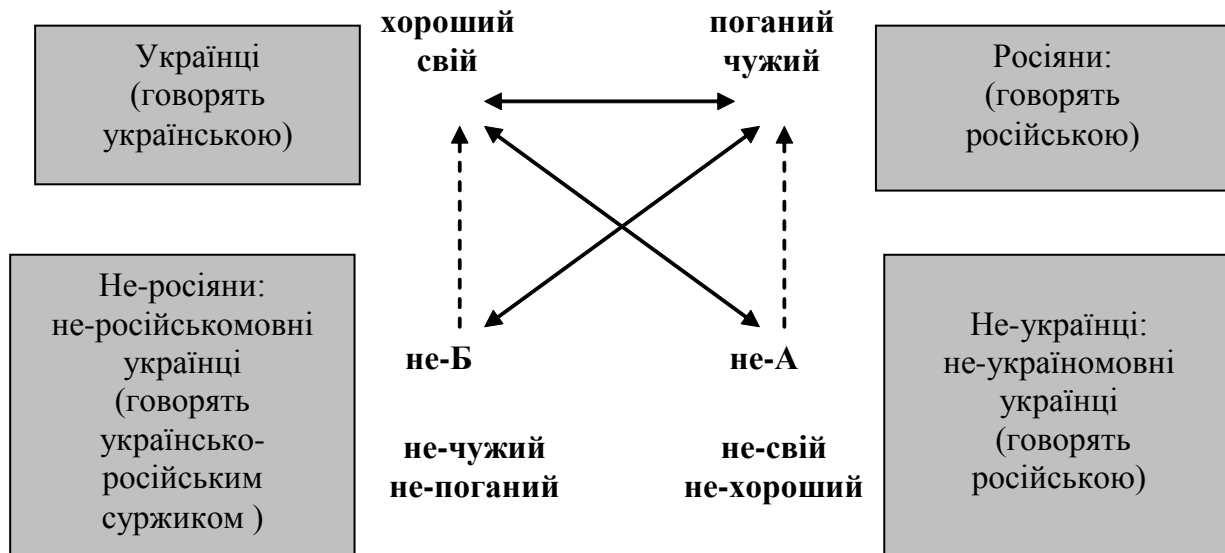 хороший
свій
поганий
чужий
Українці
(говорять
українською)
Росіяни:
(говорять
російською)
Не-росіяни:
не-російськомовні
українці
(говорять
українсько-
російським
суржиком )
не-Б
не-А
не-чужий
не-поганий
не-свій
не-хороший
Не-українці:
не-україномовні
українці
(говорять
російською)